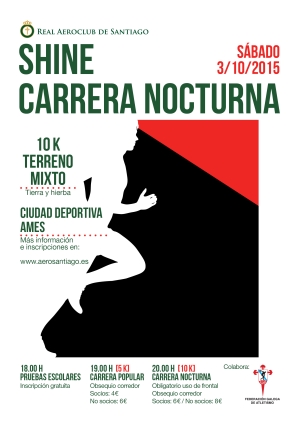 REAL AEROCLUB DE SANTIAGO
SHINE
SÁBADO
3/10/2015
CARRERA NOCTURNA
10 K
TERRENO
MIXTO
Tierra y hierba
CIUDAD DEPORTIVA
AMES
Más información
e inscripciones en:
www.aerosantiago.es
18.00 H
PRUEBAS ESCOLARES
Inscripción gratuita
19.00 H [5 K]
CARRERA POPULAR
Obsequio corredor
Socios: 4€
No socios: 6€
20.00 H [10 K]
CARRERA NOCTURNA
Obligatorio uso de frontal
Obsequio corredor
Socios: 6€ / No socios: 8€
Colabora:
FEDERACIÓN GALEGA
DE ATLETISMO